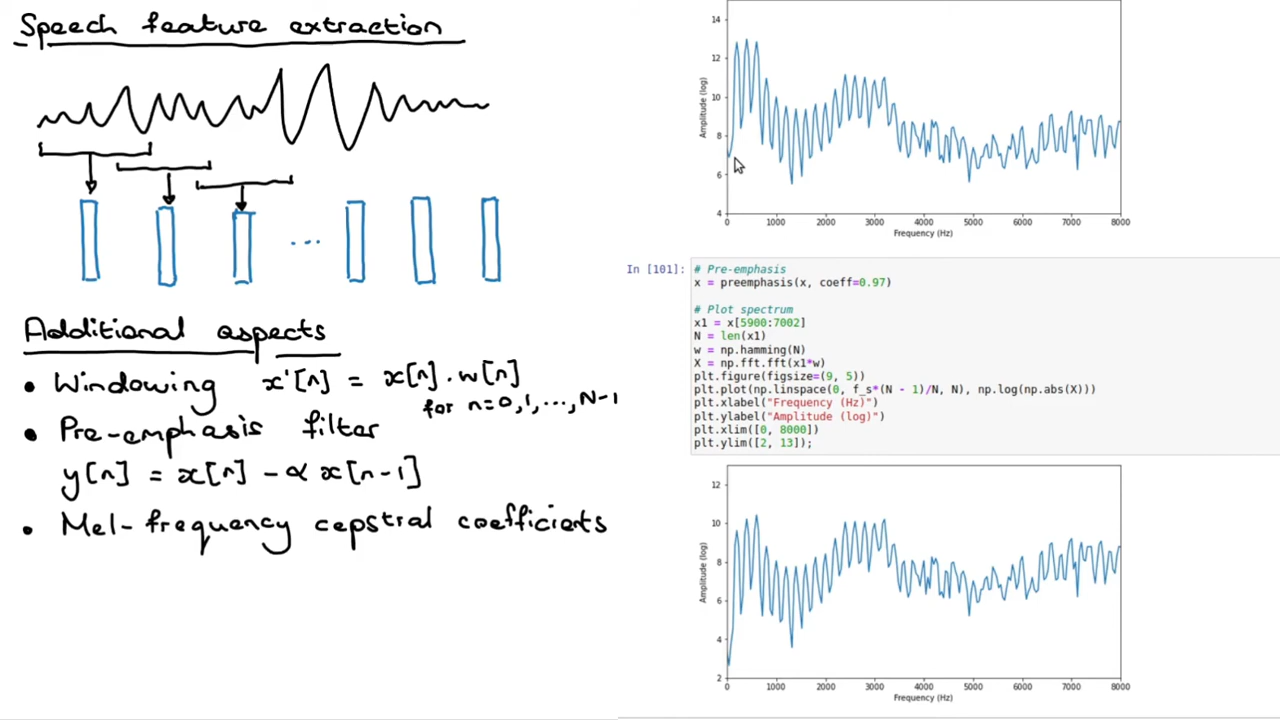 Speech feature extraction
...
Additional aspects
• Windowing x'[n] = x[n] · w[n]
for n=0,1,...,N-1
• Pre-emphasis filter
y[n] = x[n] - α x[n-1]
• Mel-frequency cepstral coefficients
14
12
10
8
6
4
Amplitude (log)
0 1000 2000 3000 4000 5000 6000 7000 8000
Frequency (Hz)
In [101]:
# Pre-emphasis
x = preemphasis(x, coeff=0.97)
# Plot spectrum
x1 = x[5900:7002]
N = len(x1)
w = np.hamming(N)
X = np.fft.fft(x1*w)
plt.figure(figsize=(9, 5))
plt.plot(np.linspace(0, f_s*(N - 1)/N, N), np.log(np.abs(X)))
plt.xlabel("Frequency (Hz)")
plt.ylabel("Amplitude (log)")
plt.xlim([0, 8000])
plt.ylim([2, 13]);
12
10
8
6
4
2
Amplitude (log)
0 1000 2000 3000 4000 5000 6000 7000 8000
Frequency (Hz)